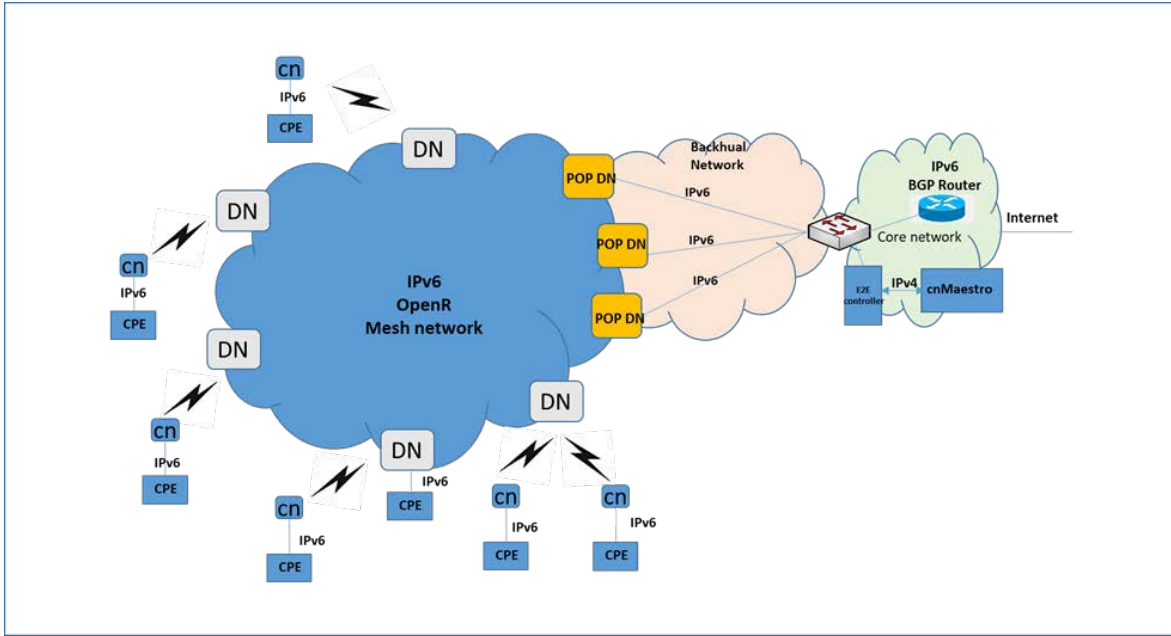 cn
IPv6
CPE
DN
DN
cn
IPv6
CPE
DN
cn
IPv6
CPE
IPv6
OpenR
Mesh network
POP DN
POP DN
POP DN
Backhual
Network
IPv6
IPv6
IPv6
IPv6
BGP Router
Core network
Internet
E2E
controller
IPv4
cnMaestro
DN
IPv6
CPE
cn
IPv6
CPE
DN
cn
IPv6
CPE
cn
IPv6
CPE